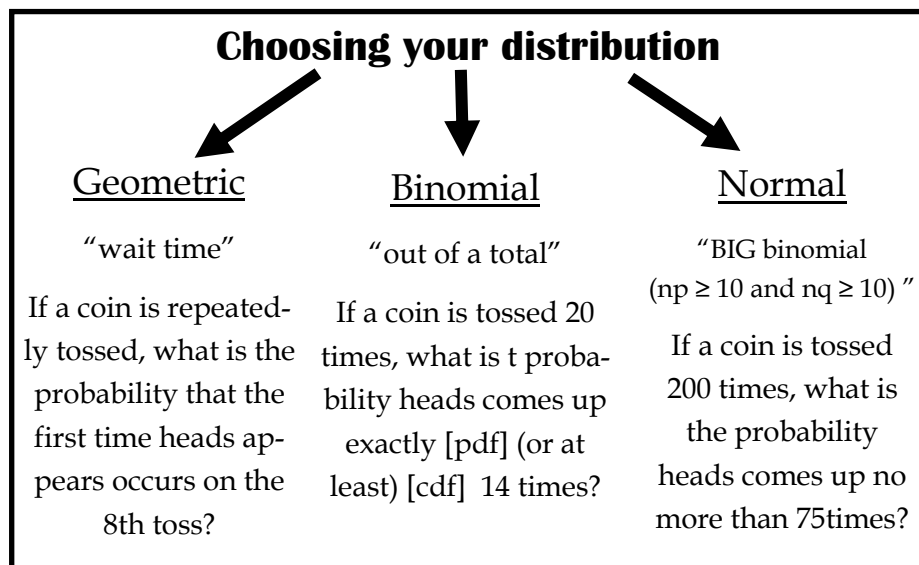 Choosing your distribution
Geometric
“wait time”
If a coin is repeated-
ly tossed, what is the
probability that the
first time heads ap-
pears occurs on the
8th toss?
Binomial
“out of a total”
If a coin is tossed 20
times, what is t proba-
bility heads comes up
exactly [pdf] (or at
least) [cdf]  14 times?
Normal
“BIG binomial
(np ≥ 10 and nq ≥ 10) ”
If a coin is tossed
200 times, what is
the probability
heads comes up no
more than 75times?